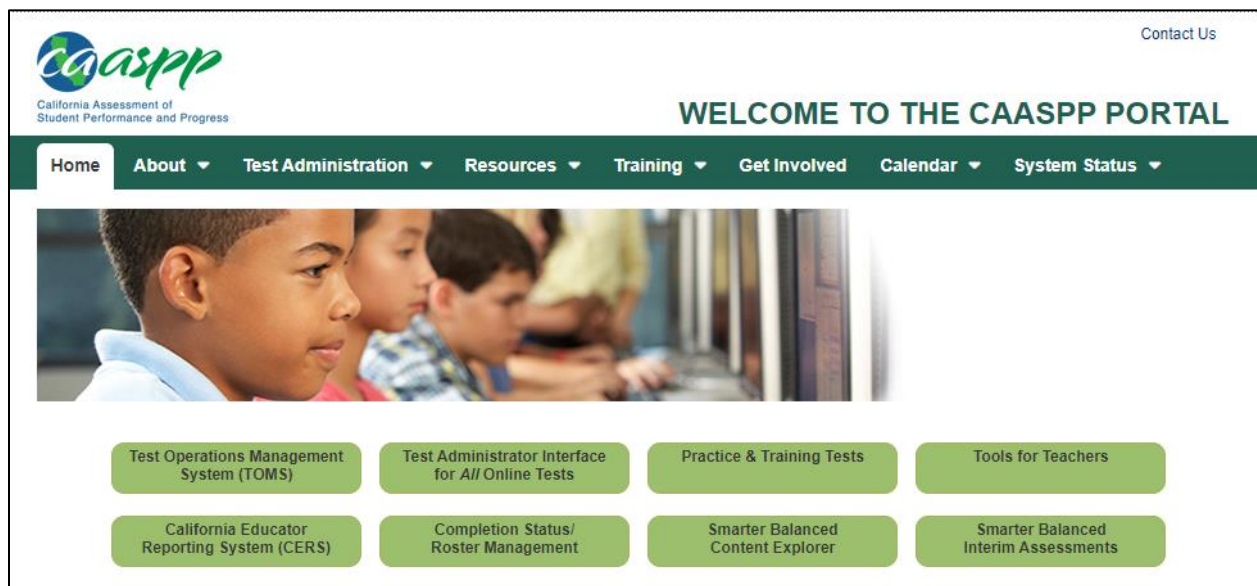 Contact Us
caaspp
California Assessment of
Student Performance and Progress
WELCOME TO THE CAASPP PORTAL
Home About Test Administration Resources Training Get Involved Calendar System Status
Test Operations Management
System (TOMS)
Test Administrator Interface
for All Online Tests
Practice & Training Tests
Tools for Teachers
California Educator
Reporting System (CERS)
Completion Status/
Roster Management
Smarter Balanced
Content Explorer
Smarter Balanced
Interim Assessments